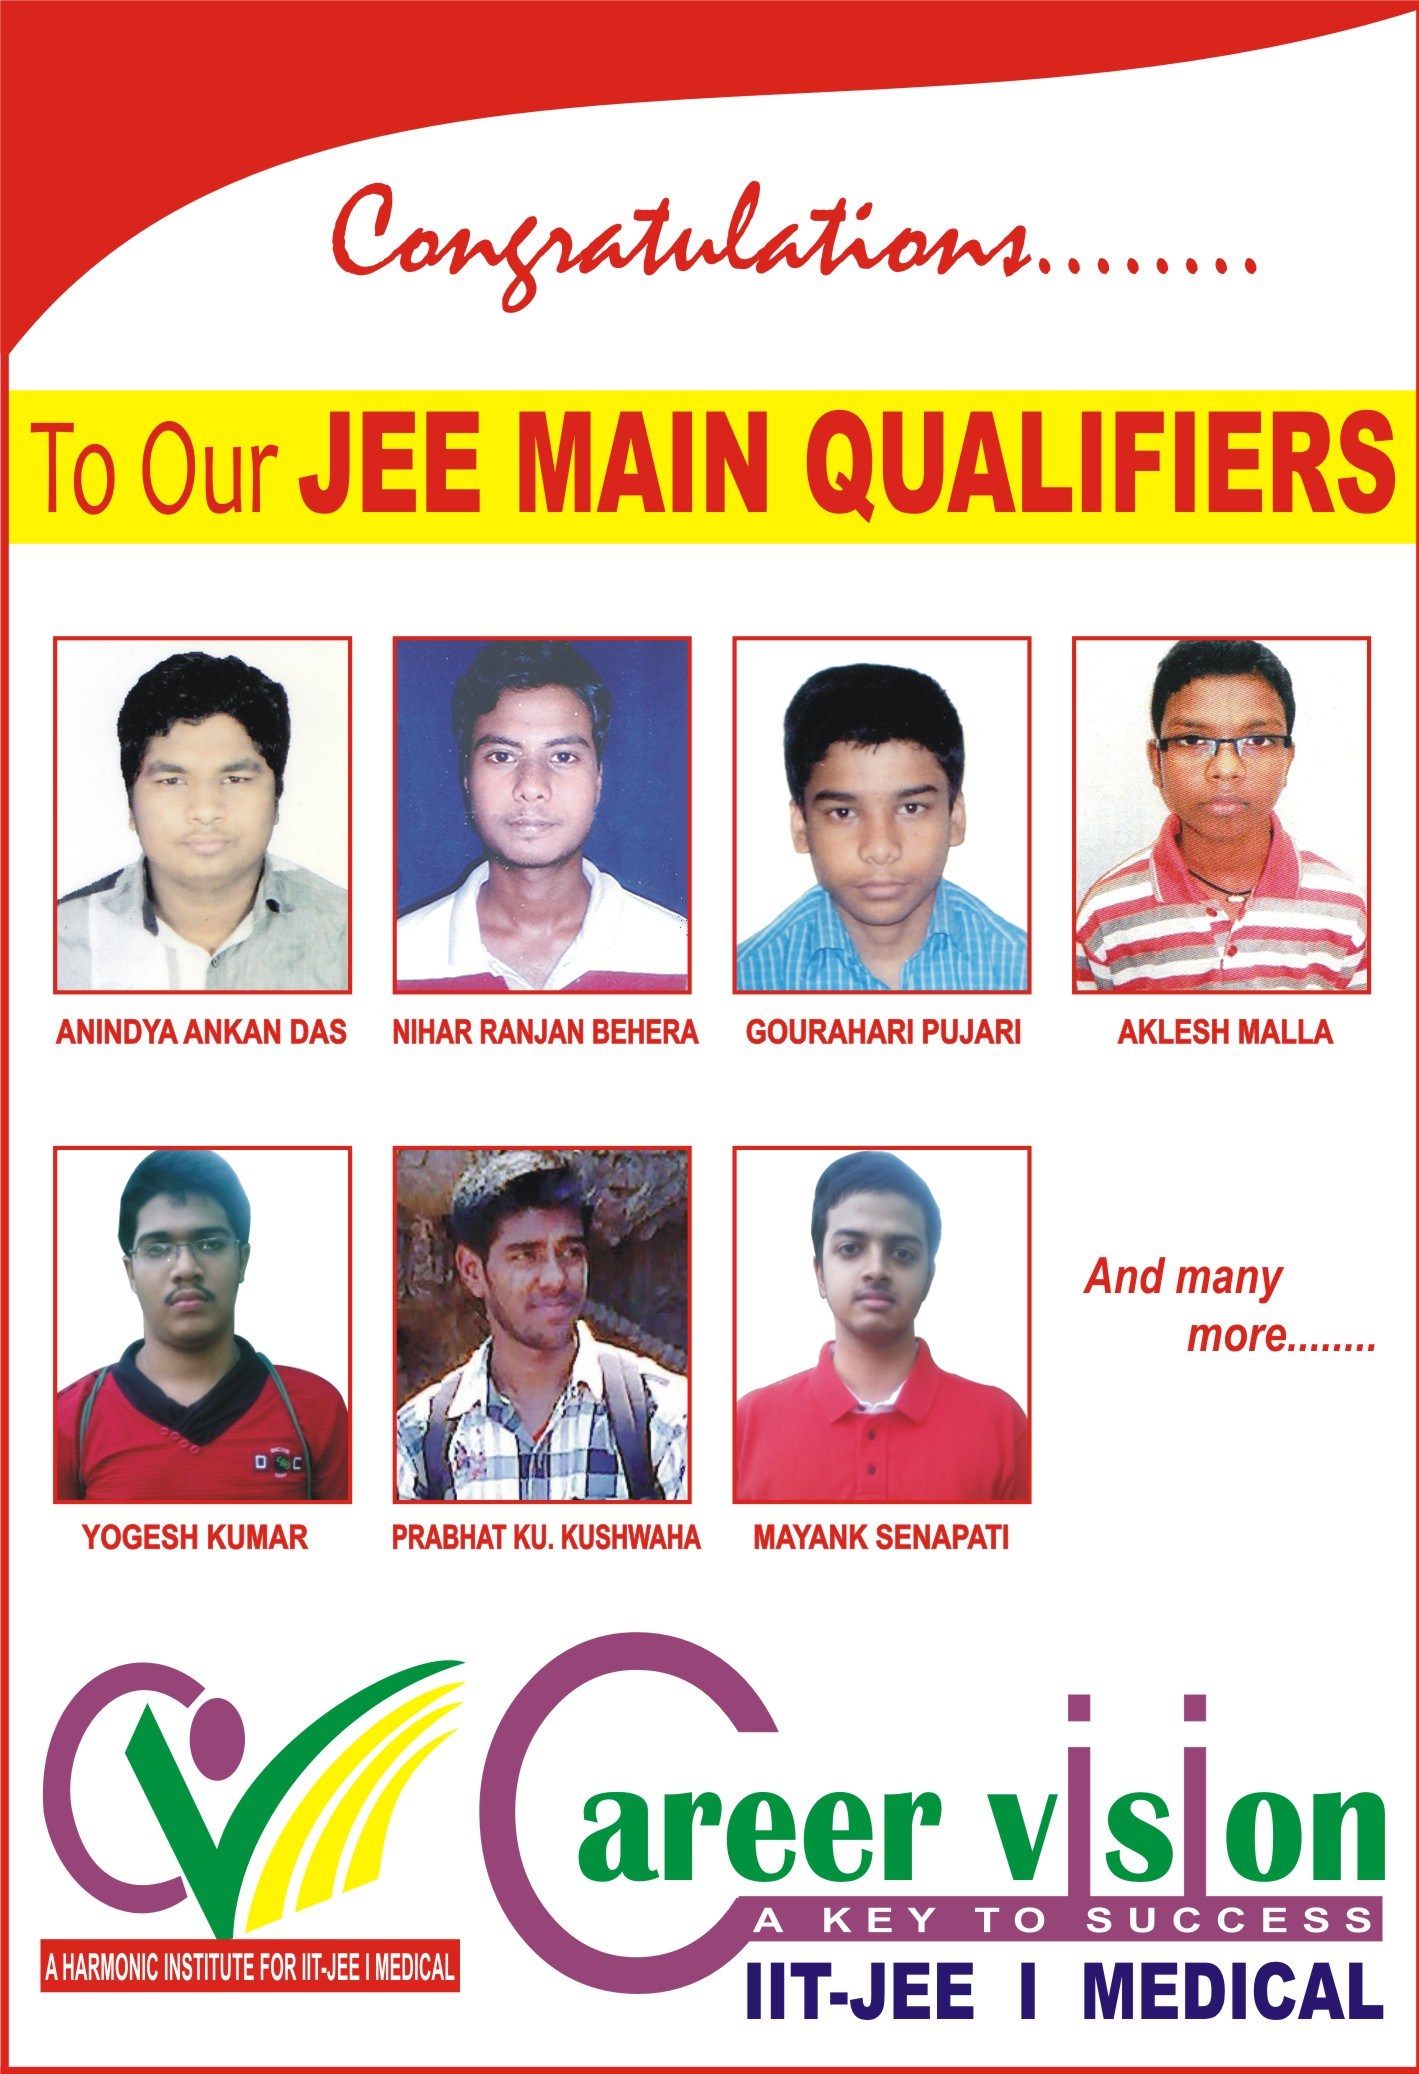 Congratulations........
To Our JEE MAIN QUALIFIERS
ANINDYA ANKAN DAS
NIHAR RANJAN BEHERA
GOURAHARI PUJARI
AKLESH MALLA
And many
more........
YOGESH KUMAR
PRABHAT KU. KUSHWAHA
MAYANK SENAPATI
CV
A HARMONIC INSTITUTE FOR IIT-JEE I MEDICAL
Career vision
A KEY TO SUCCESS
IIT-JEE I MEDICAL